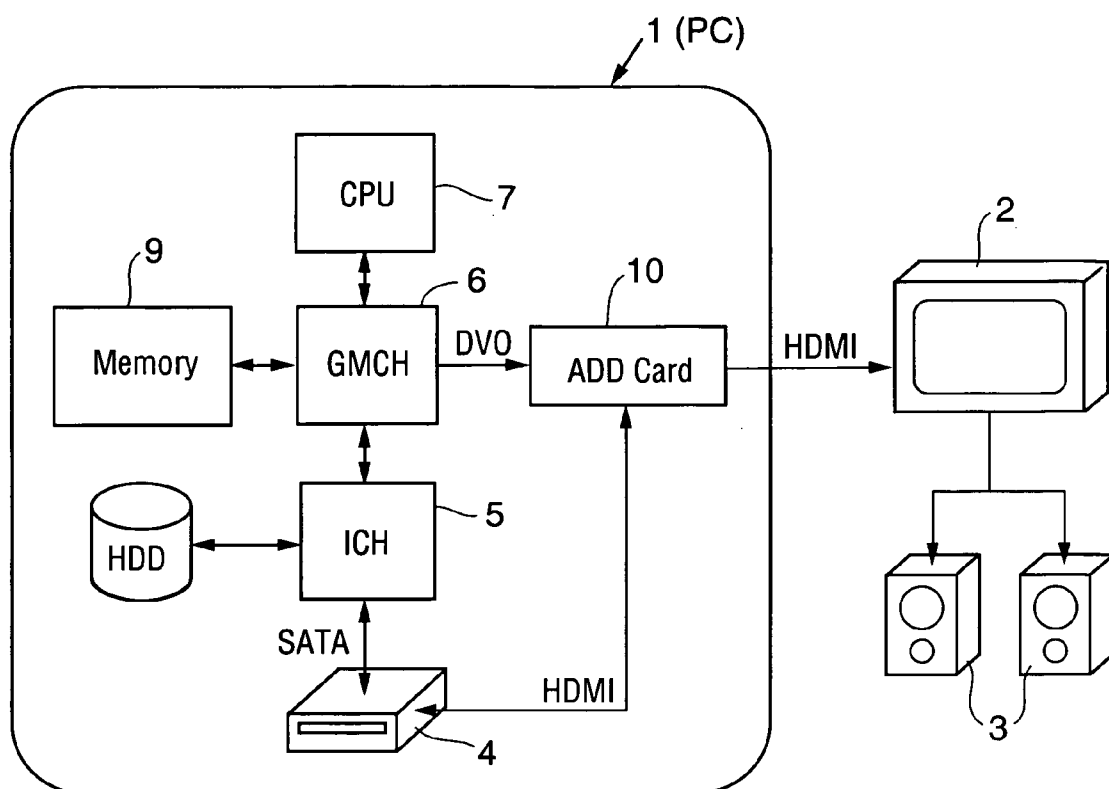 1 (PC)
CPU
7
2
9
6
10
Memory
GMCH
DVO
ADD Card
HDMI
HDD
ICH
5
SATA
HDMI
4
3